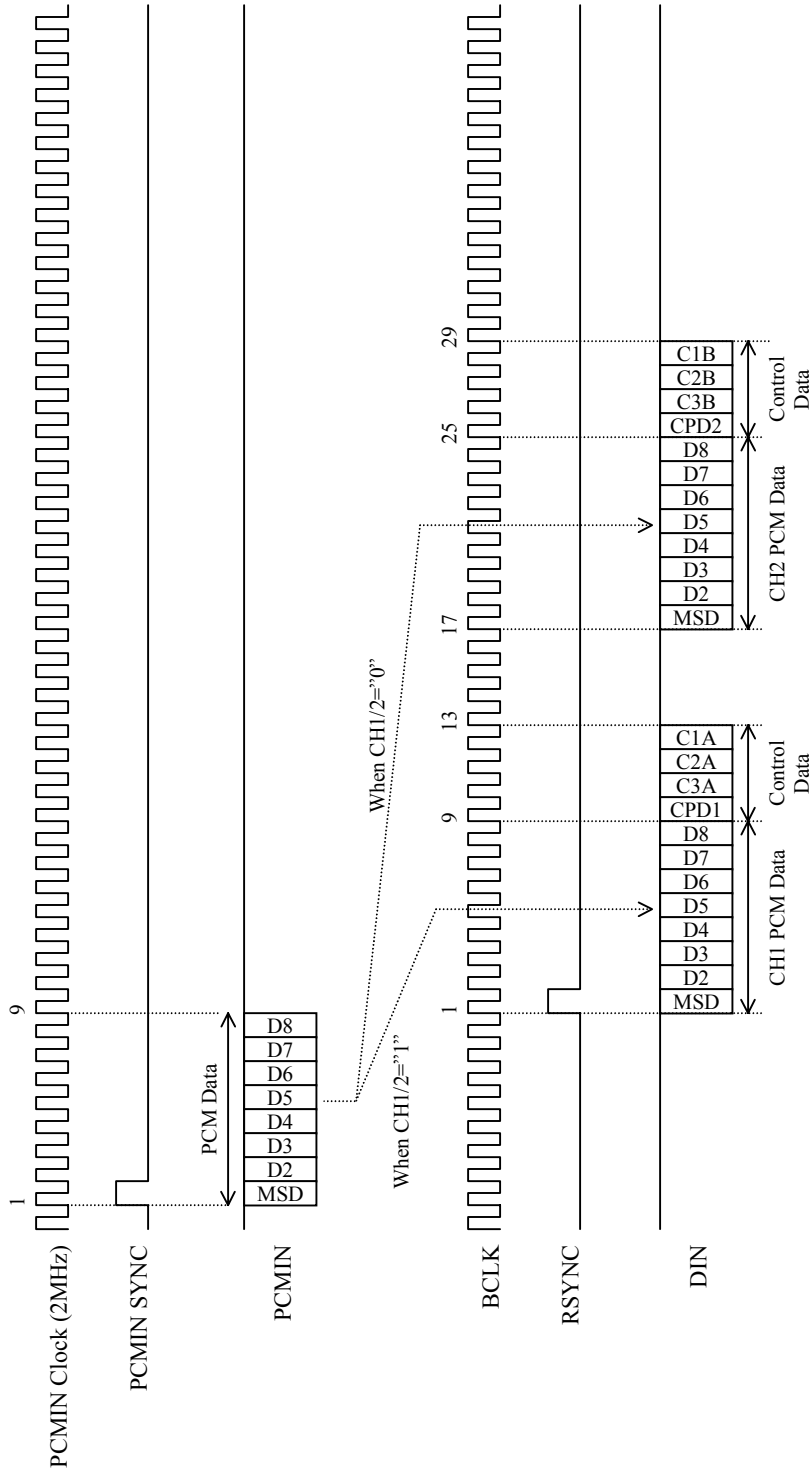 PCMIN Clock (2MHz)
1
9
PCMIN SYNC
PCM Data
PCMIN
MSD
D2
D3
D4
D5
D6
D7
D8
When CH1/2=”1”
When CH1/2=”0”
BCLK
1
9
13
17
25
29
RSYNC
DIN
MSD
D2
D3
D4
D5
D6
D7
D8
CPD1
C3A
C2A
C1A
MSD
D2
D3
D4
D5
D6
D7
D8
CPD2
C3B
C2B
C1B
CH1 PCM Data
Control
Data
CH2 PCM Data
Control
Data